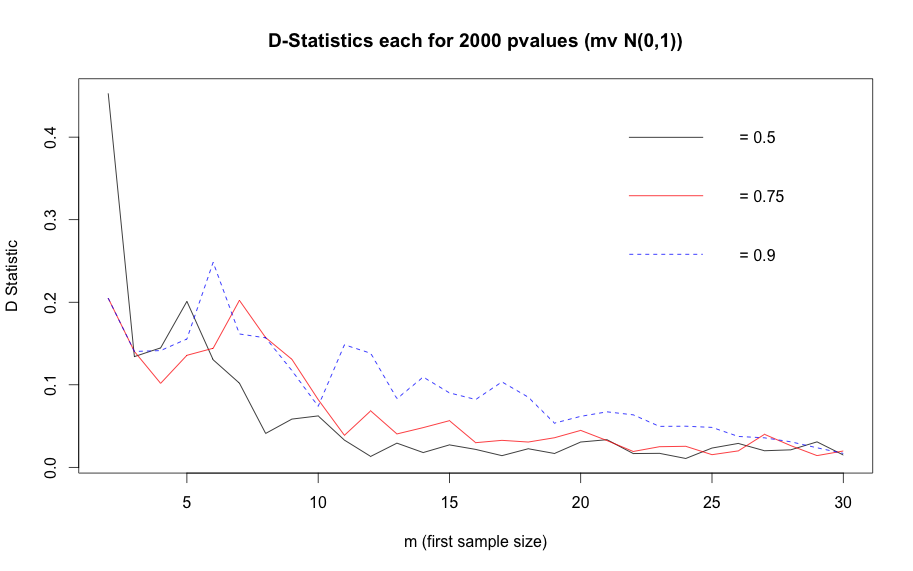 D-Statistics each for 2000 pvalues (mv N(0,1))
D Statistic
0.4
0.3
0.2
0.1
0.0
= 0.5
= 0.75
= 0.9
5 10 15 20 25 30
m (first sample size)